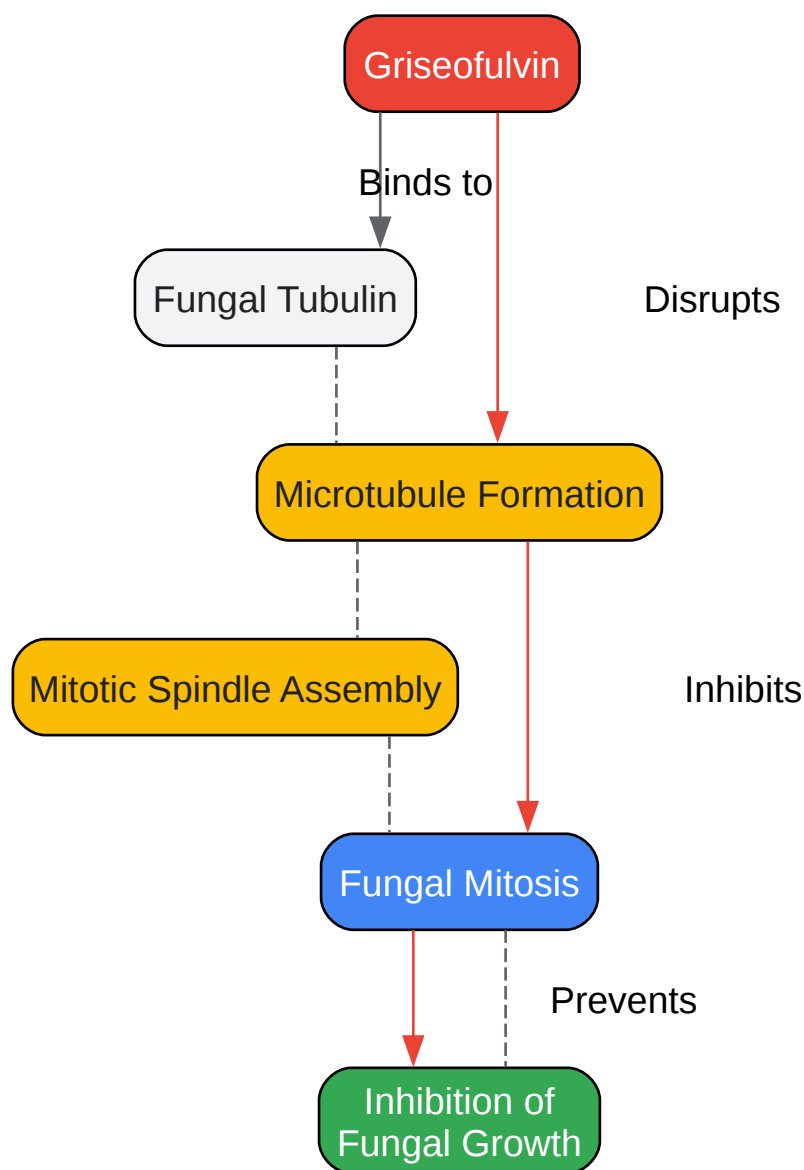 Griseofulvin
Binds to
Fungal Tubulin
Disrupts
Microtubule Formation
Mitotic Spindle Assembly
Inhibits
Fungal Mitosis
Prevents
Inhibition of
Fungal Growth